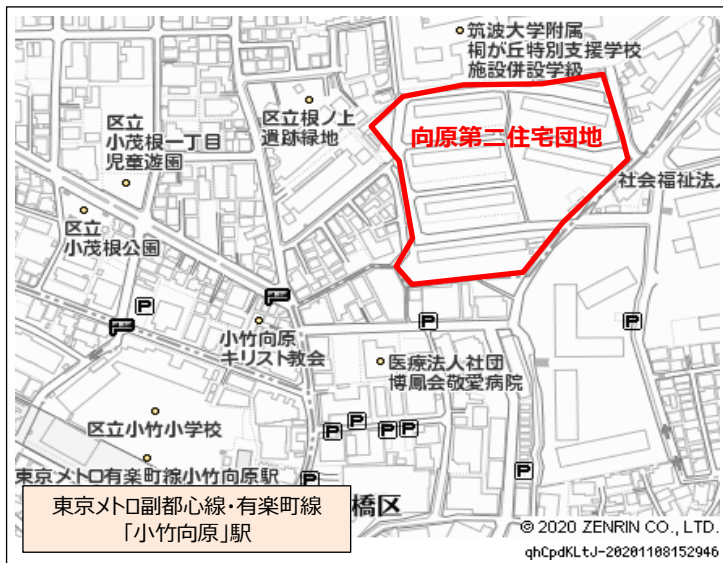 筑波大学附属
桐が丘特別支援学校
施設併設学級
区立根ノ上
遺跡緑地
向原第二住宅団地
区立
小茂根一丁目
児童遊園
社会福祉法人
区立
小茂根公園
P
小竹向原
キリスト教会
P
P
医療法人社団
博鳳会敬愛病院
区立小竹小学校
P
P
P
P
P
P
東京メトロ有楽町線小竹向原駅
東京メトロ副都心線・有楽町線
「小竹向原」駅
橋区
© 2020 ZENRIN CO., LTD.
qhCpdKLtJ-20201108152946